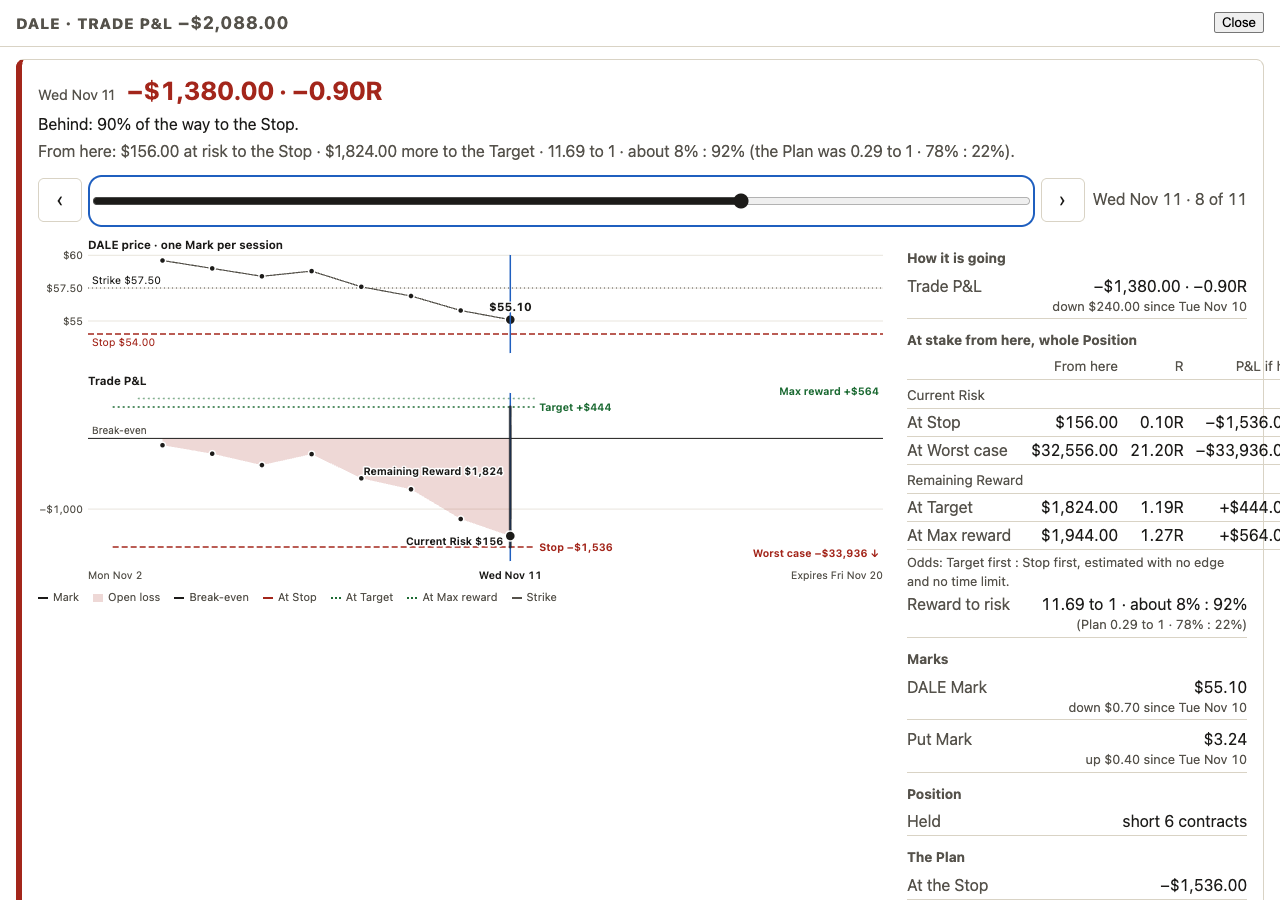 DALE · TRADE P&L −$2,088.00
Close
Wed Nov 11 −$1,380.00 · −0.90R
Behind: 90% of the way to the Stop.
From here: $156.00 at risk to the Stop · $1,824.00 more to the Target · 11.69 to 1 · about 8% : 92% (the Plan was 0.29 to 1 · 78% : 22%).
‹
›
Wed Nov 11 · 8 of 11
DALE price · one Mark per session
$60
Strike $57.50
$57.50
$55.10
$55
Stop $54.00
Trade P&L
Max reward +$564
Target +$444
Break-even
Remaining Reward $1,824
−$1,000
Current Risk $156
Stop −$1,536
Worst case −$33,936 ↓
Mon Nov 2
Wed Nov 11
Expires Fri Nov 20
Mark Open loss Break-even At Stop At Target At Max reward Strike
How it is going
Trade P&L −$1,380.00 · −0.90R
down $240.00 since Tue Nov 10
At stake from here, whole Position
From here R P&L if h
Current Risk
At Stop $156.00 0.10R −$1,536.0
At Worst case $32,556.00 21.20R −$33,936.0
Remaining Reward
At Target $1,824.00 1.19R +$444.0
At Max reward $1,944.00 1.27R +$564.0
Odds: Target first : Stop first, estimated with no edge
and no time limit.
Reward to risk 11.69 to 1 · about 8% : 92%
(Plan 0.29 to 1 · 78% : 22%)
Marks
DALE Mark $55.10
down $0.70 since Tue Nov 10
Put Mark $3.24
up $0.40 since Tue Nov 10
Position
Held short 6 contracts
The Plan
At the Stop −$1,536.00